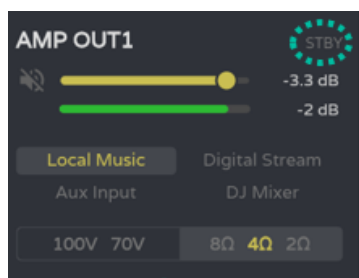 AMP OUT1 STBY
-3.3 dB
-2 dB
Local Music Digital Stream
Aux Input DJ Mixer
100V 70V 8Ω 4Ω 2Ω